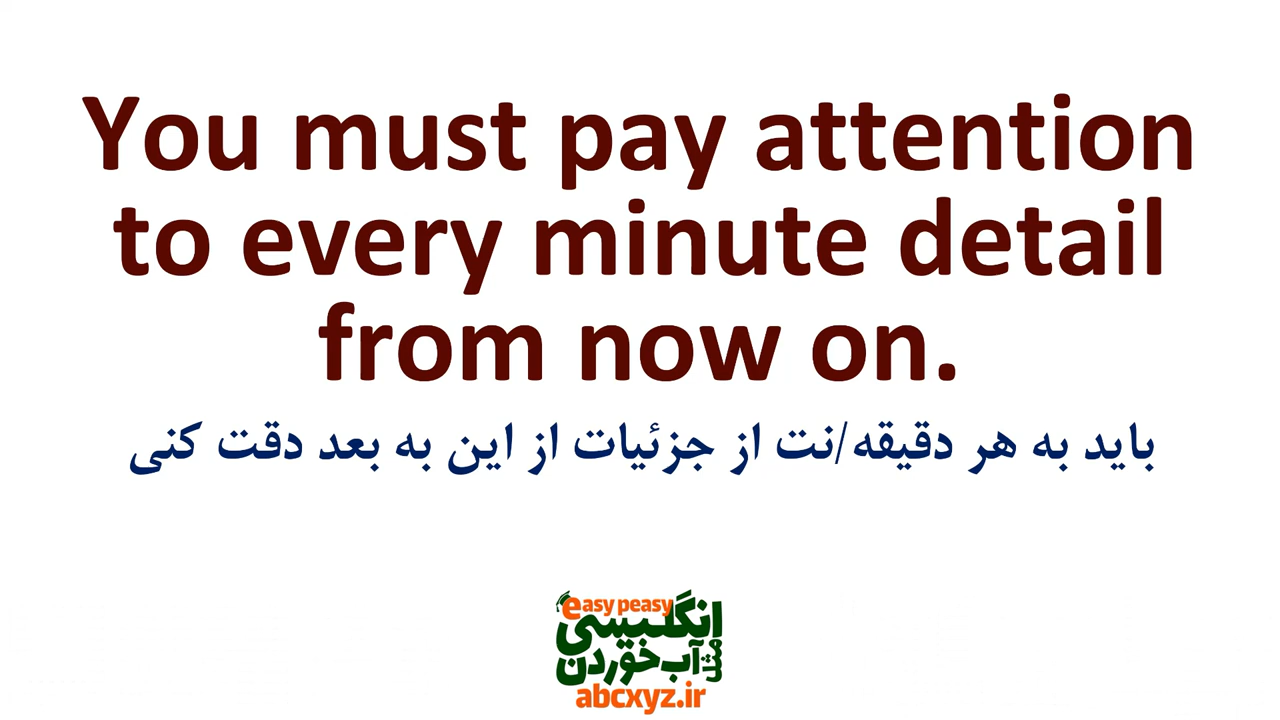 You must pay attention
to every minute detail
from now on.
باید به هر دقیقه/نت از جزئیات از این به بعد دقت کنی
easy peasy
انگلیسی
مثل آب خوردن
abcxyz.ir